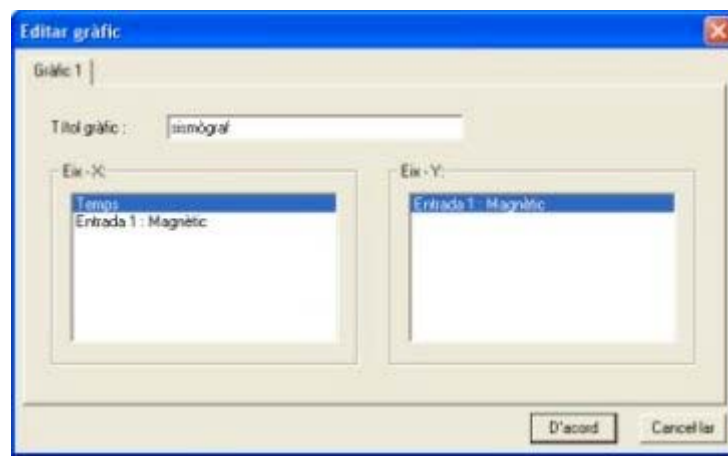 Editar gràfic
Gràfic 1
Títol gràfic :
sismògraf
Eix - X:
Temps
Entrada 1 : Magnètic
Eix - Y:
Entrada 1 : Magnètic
D'acord
Cancel·lar